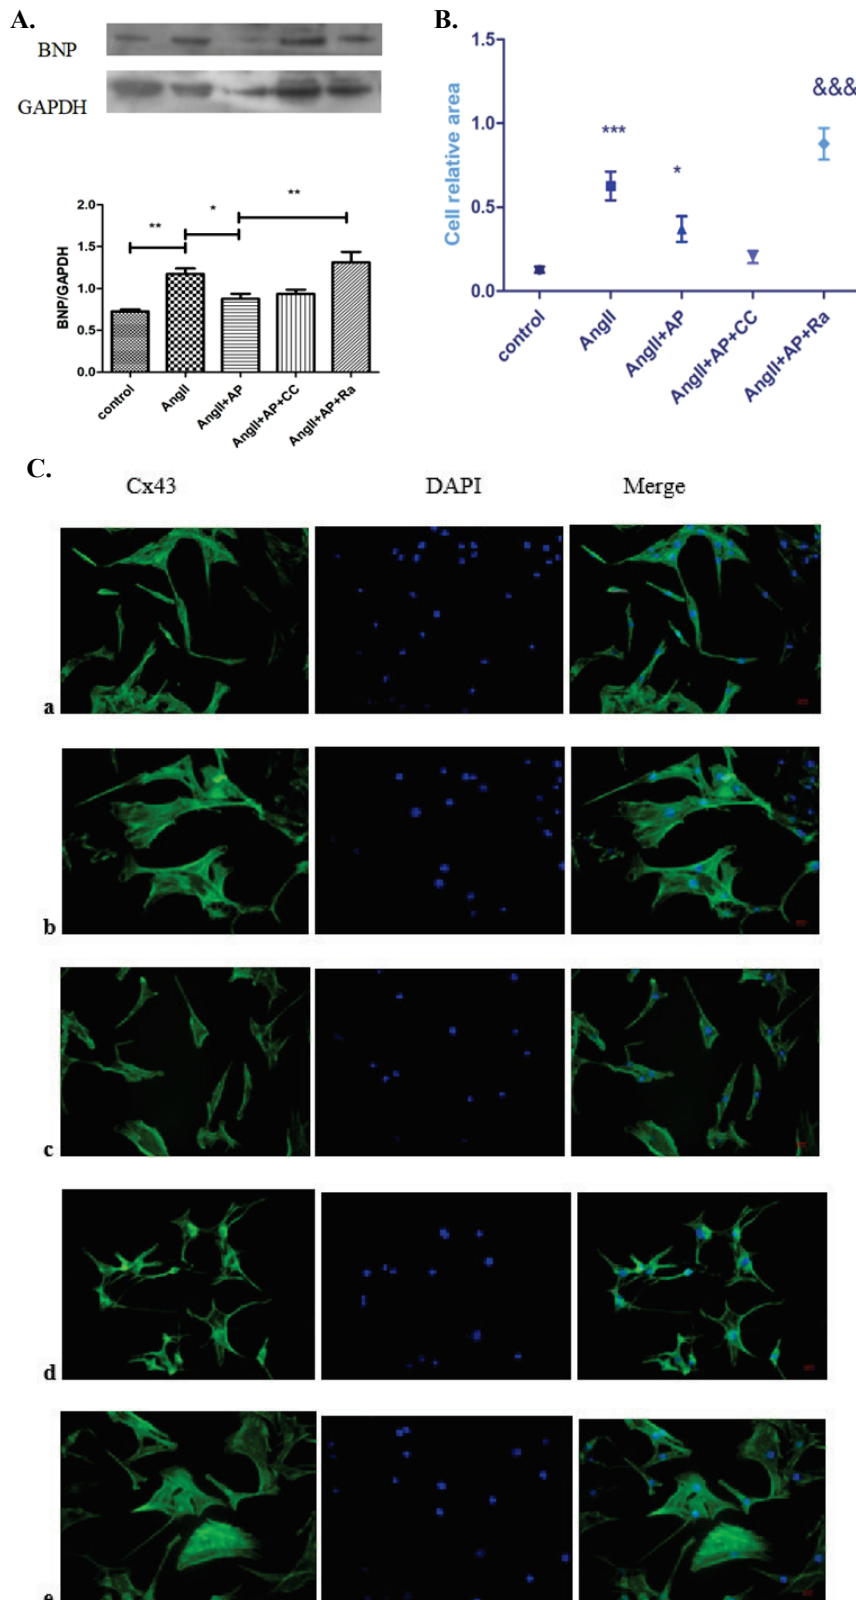 A.
BNP
GAPDH
BNP/GAPDH
2.0
1.5
1.0
0.5
0.0
**
*
**
control
AngII
AngII+AP
AngII+AP+CC
AngII+AP+Ra
B.
Cell relative area
1.5
1.0
0.5
0.0
***
*
&&&
control
AngII
AngII+AP
AngII+AP+CC
AngII+AP+Ra
C.
Cx43 DAPI Merge
a
b
c
d
e